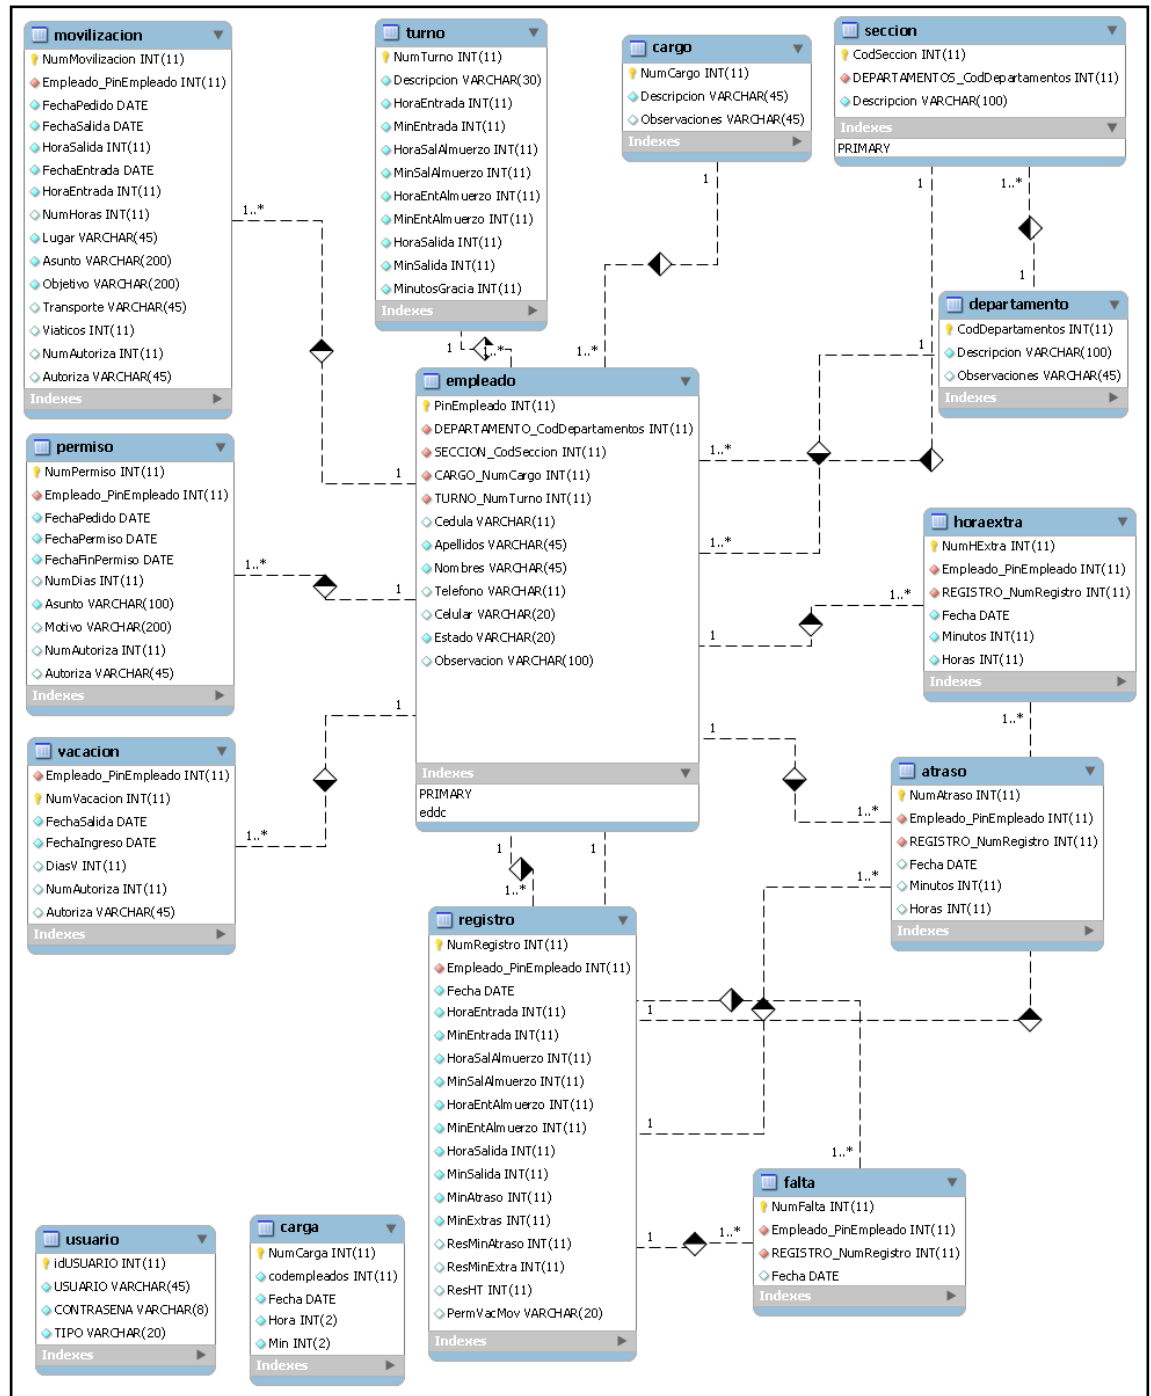 movilizacion
NumMovilizacion INT(11)
Empleado_PinEmpleado INT(11)
FechaPedido DATE
FechaSalida DATE
HoraSalida INT(11)
FechaEntrada DATE
HoraEntrada INT(11)
NumHoras INT(11)
Lugar VARCHAR(45)
Asunto VARCHAR(200)
Objetivo VARCHAR(200)
Transporte VARCHAR(45)
Viaticos INT(11)
NumAutoriza INT(11)
Autoriza VARCHAR(45)
Indexes
turno
NumTurno INT(11)
Descripcion VARCHAR(30)
HoraEntrada INT(11)
MinEntrada INT(11)
HoraSalAlmuerzo INT(11)
MinSalAlmuerzo INT(11)
HoraEntAlmuerzo INT(11)
MinEntAlmuerzo INT(11)
HoraSalida INT(11)
MinSalida INT(11)
MinutosGracia INT(11)
Indexes
cargo
NumCargo INT(11)
Descripcion VARCHAR(45)
Observaciones VARCHAR(45)
Indexes
seccion
CodSeccion INT(11)
DEPARTAMENTOS_CodDepartamentos INT(11)
Descripcion VARCHAR(100)
Indexes
PRIMARY
1
1
1..*
1..*
1
departamento
CodDepartamentos INT(11)
Descripcion VARCHAR(100)
Observaciones VARCHAR(45)
Indexes
1
1..*
1..*
1
empleado
PinEmpleado INT(11)
DEPARTAMENTO_CodDepartamentos INT(11)
SECCION_CodSeccion INT(11)
CARGO_NumCargo INT(11)
TURNO_NumTurno INT(11)
Cedula VARCHAR(11)
Apellidos VARCHAR(45)
Nombres VARCHAR(45)
Telefono VARCHAR(11)
Celular VARCHAR(20)
Estado VARCHAR(20)
Observacion VARCHAR(100)
Indexes
PRIMARY
eddc
permiso
NumPermiso INT(11)
Empleado_PinEmpleado INT(11)
FechaPedido DATE
FechaPermiso DATE
FechaFinPermiso DATE
NumDias INT(11)
Asunto VARCHAR(100)
Motivo VARCHAR(200)
NumAutoriza INT(11)
Autoriza VARCHAR(45)
Indexes
1
1..*
1..*
1
1..*
1
1..*
horaextra
NumHExtra INT(11)
Empleado_PinEmpleado INT(11)
REGISTRO_NumRegistro INT(11)
Fecha DATE
Minutos INT(11)
Horas INT(11)
Indexes
vacacion
Empleado_PinEmpleado INT(11)
NumVacacion INT(11)
FechaSalida DATE
FechaIngreso DATE
DiasV INT(11)
NumAutoriza INT(11)
Autoriza VARCHAR(45)
Indexes
1
1..*
1
1..*
1..*
atraso
NumAtraso INT(11)
Empleado_PinEmpleado INT(11)
REGISTRO_NumRegistro INT(11)
Fecha DATE
Minutos INT(11)
Horas INT(11)
Indexes
1
1
1..*
1..*
registro
NumRegistro INT(11)
Empleado_PinEmpleado INT(11)
Fecha DATE
HoraEntrada INT(11)
MinEntrada INT(11)
HoraSalAlmuerzo INT(11)
MinSalAlmuerzo INT(11)
HoraEntAlmuerzo INT(11)
MinEntAlmuerzo INT(11)
HoraSalida INT(11)
MinSalida INT(11)
MinAtraso INT(11)
MinExtras INT(11)
ResMinAtraso INT(11)
ResMinExtra INT(11)
ResHT INT(11)
PermVacMov VARCHAR(20)
Indexes
1
1
1..*
1
1..*
falta
NumFalta INT(11)
Empleado_PinEmpleado INT(11)
REGISTRO_NumRegistro INT(11)
Fecha DATE
Indexes
usuario
idUSUARIO INT(11)
USUARIO VARCHAR(45)
CONTRASENA VARCHAR(8)
TIPO VARCHAR(20)
Indexes
carga
NumCarga INT(11)
codempleados INT(11)
Fecha DATE
Hora INT(2)
Min INT(2)
Indexes